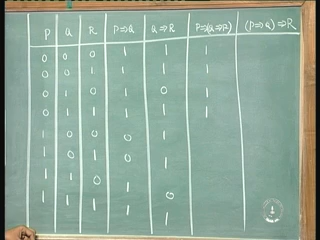 P Q R P⇒Q Q⇒R P⇒(Q⇒R) (P⇒Q)⇒R
0 0 0 1 1 1
0 0 1 1 1 1
0 1 0 1 0 1
0 1 1 1 1 1
1 0 0 0 1
1 0 1 0 1
1 1 0 1 0
1 1 1 1 1